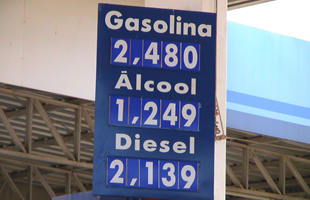 Gasolina
2,480
Álcool
1,249
Diesel
2,139